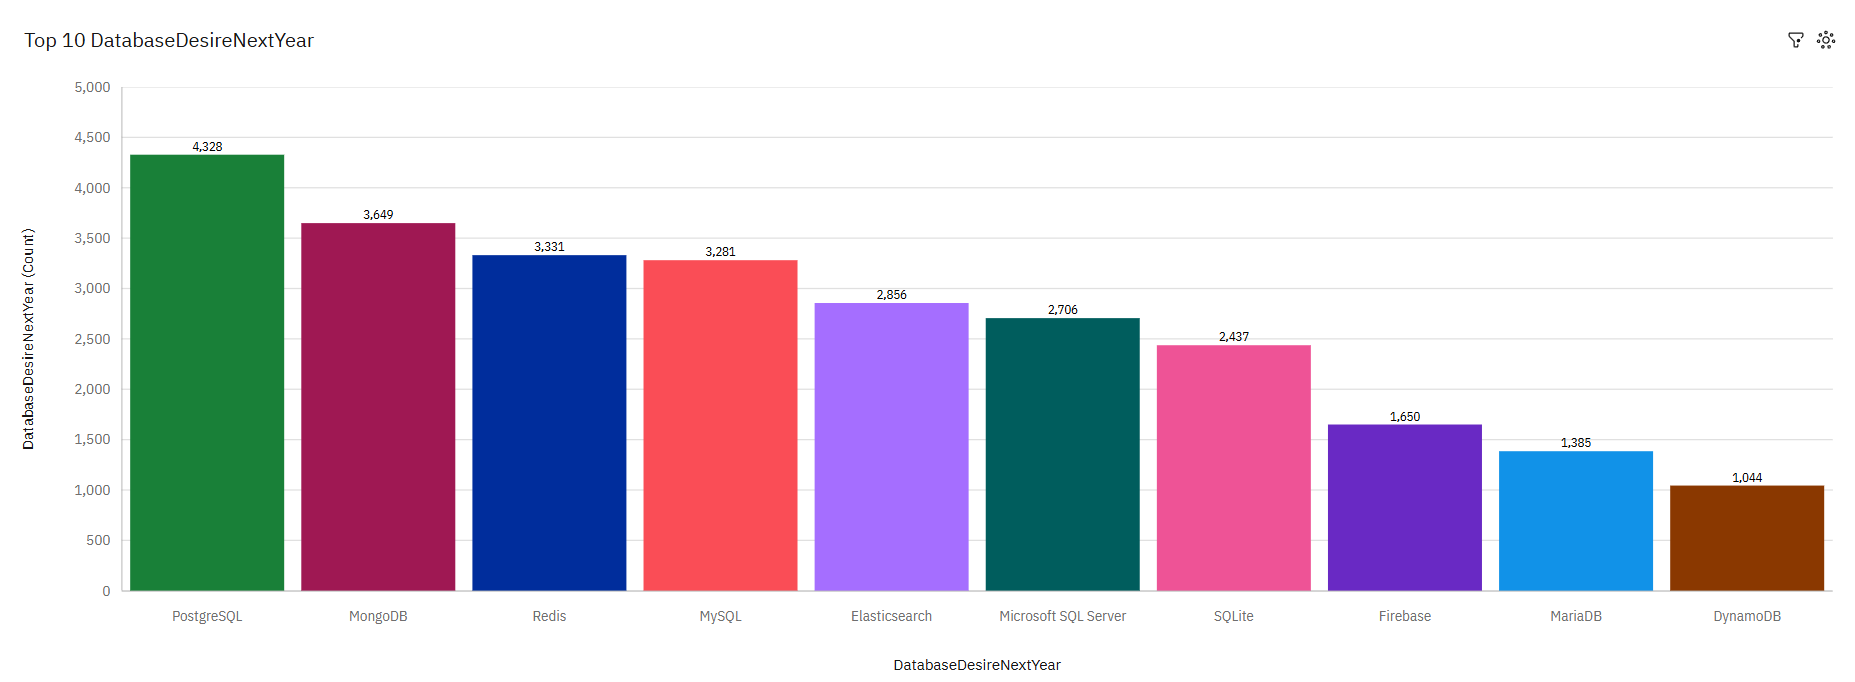 Top 10 DatabaseDesireNextYear
DatabaseDesireNextYear (Count)
5,000
4,500
4,000
3,500
3,000
2,500
2,000
1,500
1,000
500
0
4,328
3,649
3,331
3,281
2,856
2,706
2,437
1,650
1,385
1,044
PostgreSQL
MongoDB
Redis
MySQL
Elasticsearch
Microsoft SQL Server
SQLite
Firebase
MariaDB
DynamoDB
DatabaseDesireNextYear